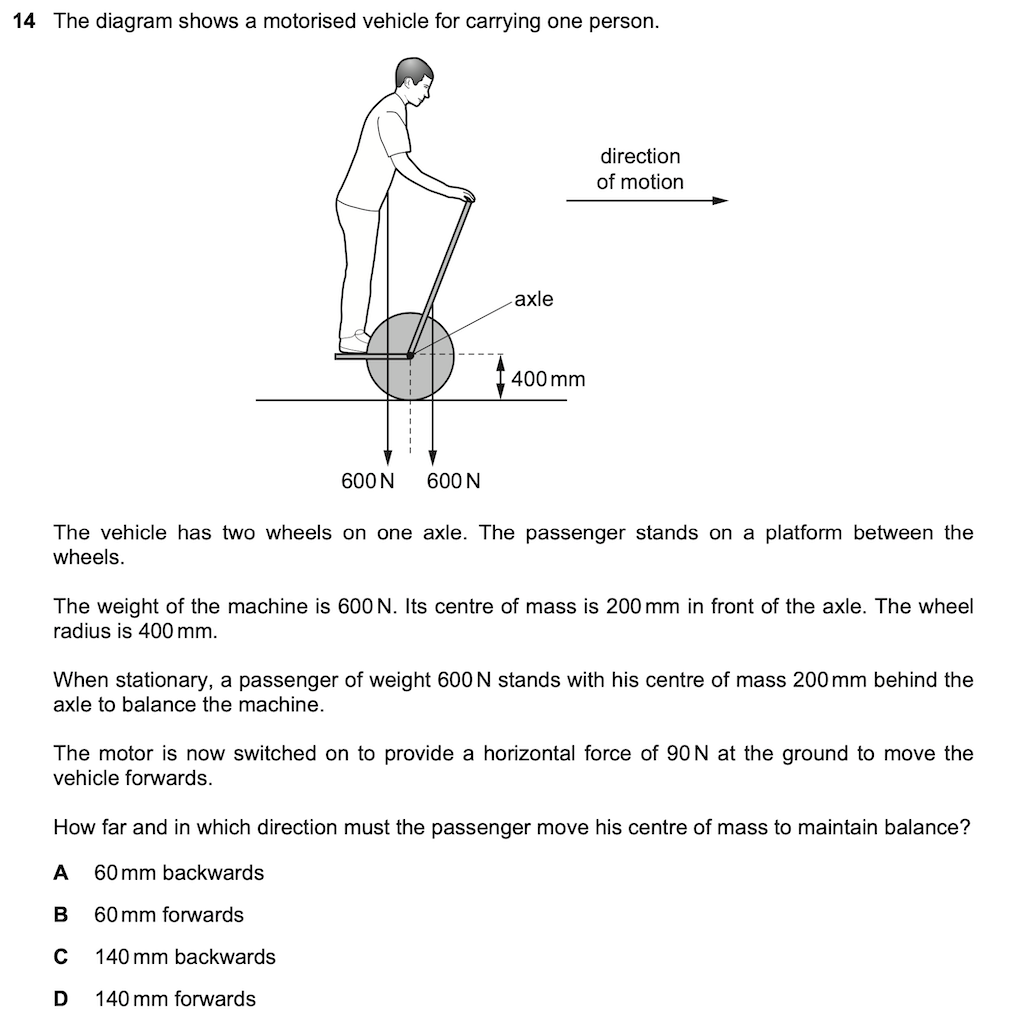 14 The diagram shows a motorised vehicle for carrying one person.
direction
of motion
axle
400 mm
600 N 600 N
The vehicle has two wheels on one axle. The passenger stands on a platform between the
wheels.
The weight of the machine is 600 N. Its centre of mass is 200 mm in front of the axle. The wheel
radius is 400 mm.
When stationary, a passenger of weight 600 N stands with his centre of mass 200 mm behind the
axle to balance the machine.
The motor is now switched on to provide a horizontal force of 90 N at the ground to move the
vehicle forwards.
How far and in which direction must the passenger move his centre of mass to maintain balance?
A 60 mm backwards
B 60 mm forwards
C 140 mm backwards
D 140 mm forwards